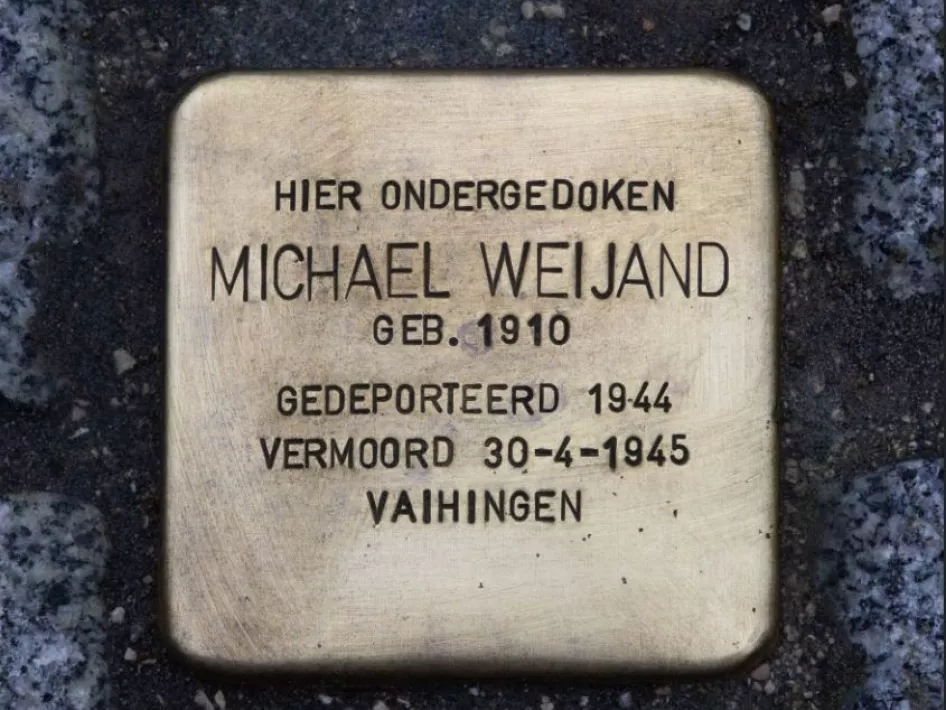 HIER ONDERGEDOKEN
MICHAEL WEIJAND
GEB. 1910
GEDEPORTEERD 1944
VERMOORD 30-4-1945
VAIHINGEN